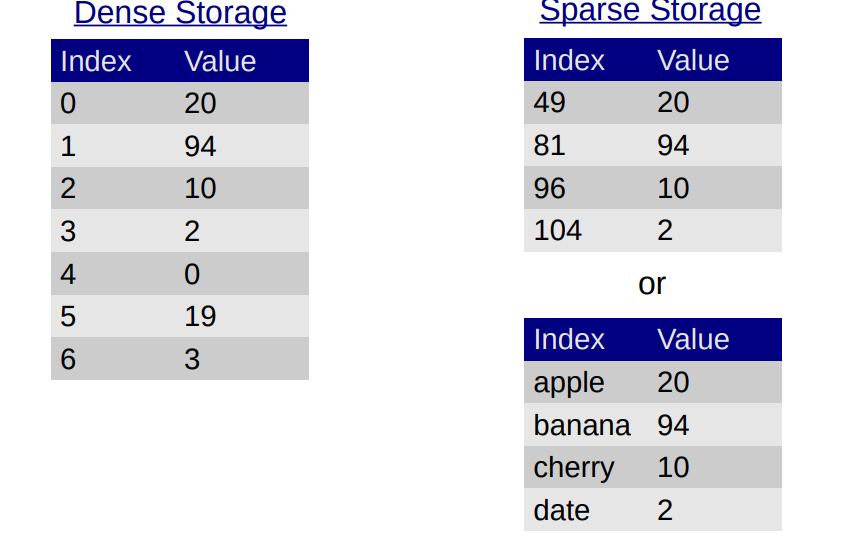 Dense Storage
Index Value
0 20
1 94
2 10
3 2
4 0
5 19
6 3
Sparse Storage
Index Value
49 20
81 94
96 10
104 2
or
Index Value
apple 20
banana 94
cherry 10
date 2